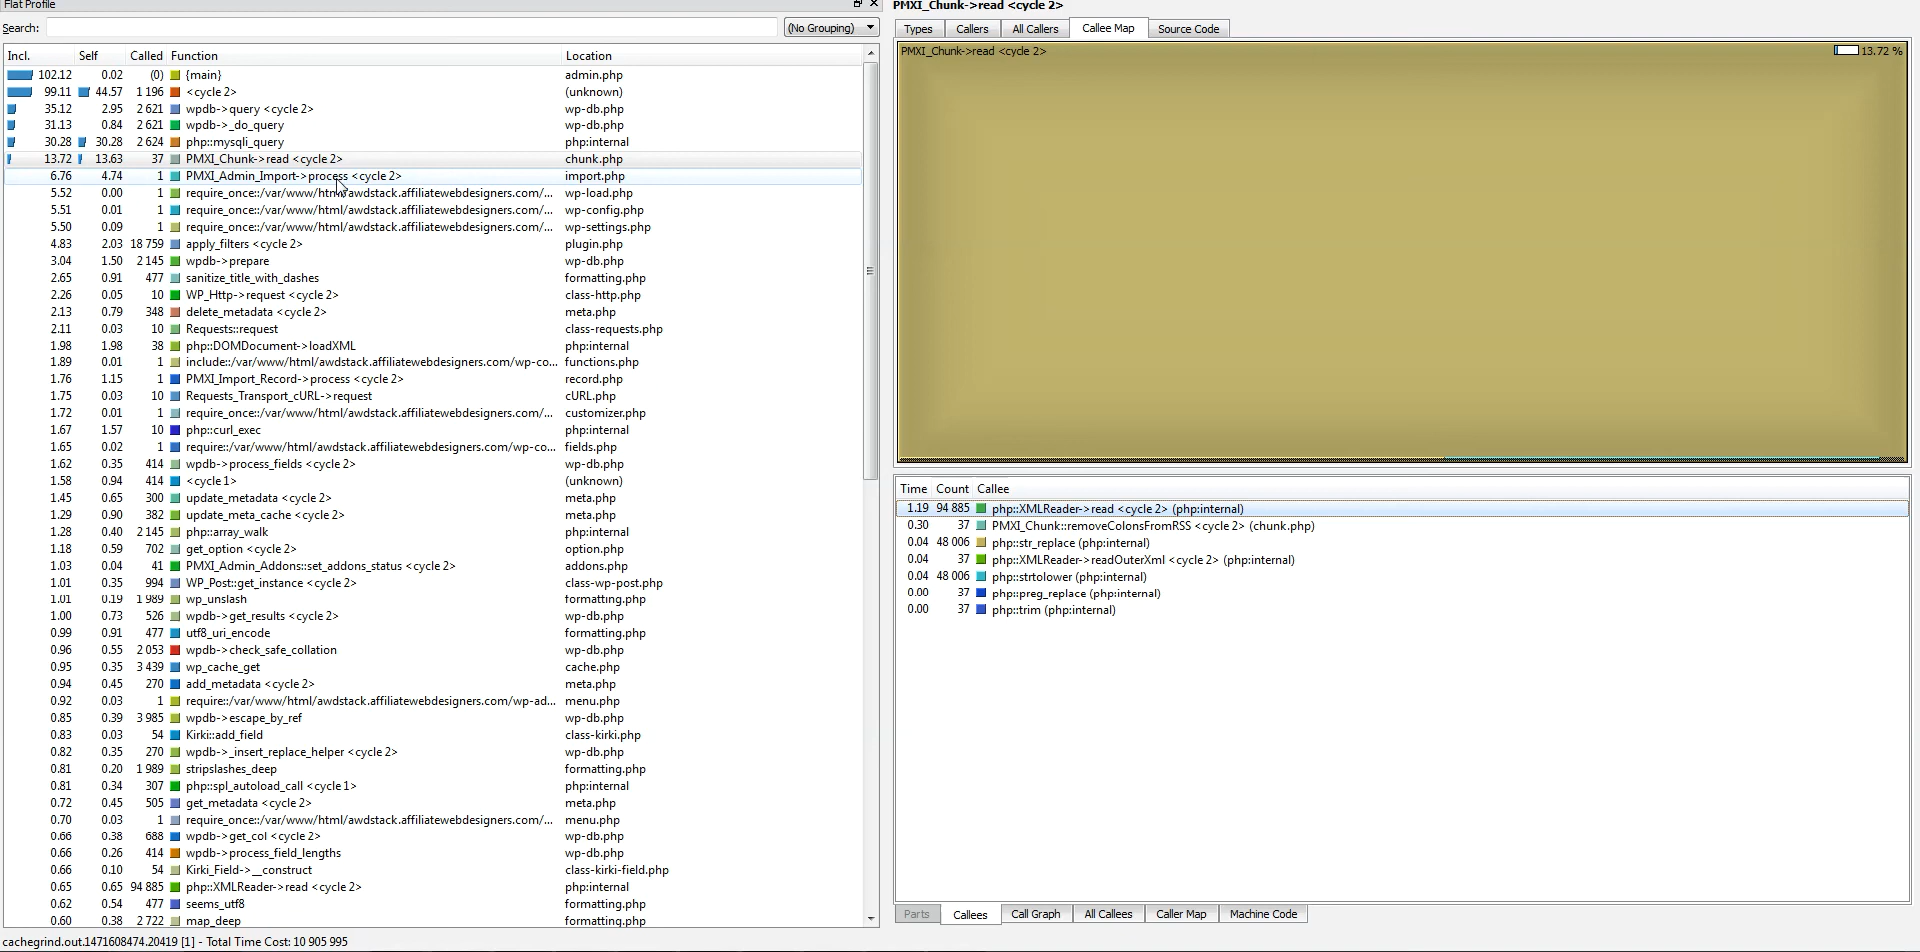 Flat Profile
Search: (No Grouping)
Incl. Self Called Function Location
102.12 0.02 (0) {main} admin.php
99.11 44.57 1 196 <cycle 2> (unknown)
35.12 2.95 2 621 wpdb->query <cycle 2> wp-db.php
31.13 0.84 2 621 wpdb->_do_query wp-db.php
30.28 30.28 2 624 php::mysqli_query php:internal
13.72 13.63 37 PMXI_Chunk->read <cycle 2> chunk.php
6.76 4.74 1 PMXI_Admin_Import->process <cycle 2> import.php
5.52 0.00 1 require_once::/var/www/html/awdstack.affiliatewebdesigners.com/... wp-load.php
5.51 0.01 1 require_once::/var/www/html/awdstack.affiliatewebdesigners.com/... wp-config.php
5.50 0.09 1 require_once::/var/www/html/awdstack.affiliatewebdesigners.com/... wp-settings.php
4.83 2.03 18 759 apply_filters <cycle 2> plugin.php
3.04 1.50 2 145 wpdb->prepare wp-db.php
2.65 0.91 477 sanitize_title_with_dashes formatting.php
2.26 0.05 10 WP_Http->request <cycle 2> class-http.php
2.13 0.79 348 delete_metadata <cycle 2> meta.php
2.11 0.03 10 Requests::request class-requests.php
1.98 1.98 38 php::DOMDocument->loadXML php:internal
1.89 0.01 1 include::/var/www/html/awdstack.affiliatewebdesigners.com/wp-co... functions.php
1.76 1.15 1 PMXI_Import_Record->process <cycle 2> record.php
1.75 0.03 10 Requests_Transport_cURL->request cURL.php
1.72 0.01 1 require_once::/var/www/html/awdstack.affiliatewebdesigners.com/... customizer.php
1.67 1.57 10 php::curl_exec php:internal
1.65 0.02 1 require::/var/www/html/awdstack.affiliatewebdesigners.com/wp-co... fields.php
1.62 0.35 414 wpdb->process_fields <cycle 2> wp-db.php
1.58 0.94 414 <cycle 1> (unknown)
1.45 0.65 300 update_metadata <cycle 2> meta.php
1.29 0.90 382 update_meta_cache <cycle 2> meta.php
1.28 0.40 2 145 php::array_walk php:internal
1.18 0.59 702 get_option <cycle 2> option.php
1.03 0.04 41 PMXI_Admin_Addons::set_addons_status <cycle 2> addons.php
1.01 0.35 994 WP_Post::get_instance <cycle 2> class-wp-post.php
1.01 0.19 1 989 wp_unslash formatting.php
1.00 0.73 526 wpdb->get_results <cycle 2> wp-db.php
0.99 0.91 477 utf8_uri_encode formatting.php
0.96 0.55 2 053 wpdb->check_safe_collation wp-db.php
0.95 0.35 3 439 wp_cache_get cache.php
0.94 0.45 270 add_metadata <cycle 2> meta.php
0.92 0.03 1 require::/var/www/html/awdstack.affiliatewebdesigners.com/wp-ad... menu.php
0.85 0.39 3 985 wpdb->escape_by_ref wp-db.php
0.83 0.03 54 Kirki::add_field class-kirki.php
0.82 0.35 270 wpdb->_insert_replace_helper <cycle 2> wp-db.php
0.81 0.20 1 989 stripslashes_deep formatting.php
0.81 0.34 307 php::spl_autoload_call <cycle 1> php:internal
0.72 0.45 505 get_metadata <cycle 2> meta.php
0.70 0.03 1 require_once::/var/www/html/awdstack.affiliatewebdesigners.com/... menu.php
0.66 0.38 688 wpdb->get_col <cycle 2> wp-db.php
0.66 0.26 414 wpdb->process_field_lengths wp-db.php
0.66 0.10 54 Kirki_Field->__construct class-kirki-field.php
0.65 0.65 94 885 php::XMLReader->read <cycle 2> php:internal
0.62 0.54 477 seems_utf8 formatting.php
0.60 0.38 2 722 map_deep formatting.php
cachegrind.out.1471608474.20419 [1] - Total Time Cost: 10 905 995
PMXI_Chunk->read <cycle 2>
Types Callers All Callers Callee Map Source Code
PMXI_Chunk->read <cycle 2> 13.72 %
Time Count Callee
1.19 94 885 php::XMLReader->read <cycle 2> (php:internal)
0.30 37 PMXI_Chunk::removeColonsFromRSS <cycle 2> (chunk.php)
0.04 48 006 php::str_replace (php:internal)
0.04 37 php::XMLReader->readOuterXml <cycle 2> (php:internal)
0.04 48 006 php::strtolower (php:internal)
0.00 37 php::preg_replace (php:internal)
0.00 37 php::trim (php:internal)
Parts Callees Call Graph All Callees Caller Map Machine Code